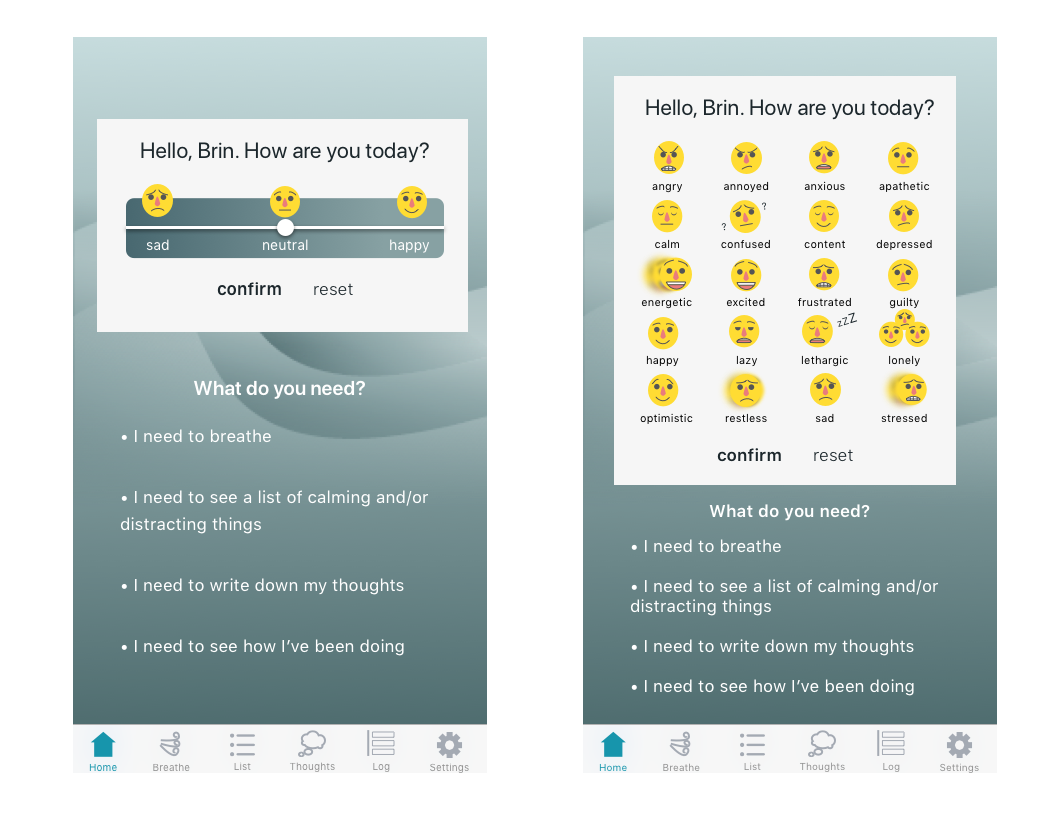 Hello, Brin. How are you today?
sad neutral happy
confirm reset
What do you need?
• I need to breathe
• I need to see a list of calming and/or
distracting things
• I need to write down my thoughts
• I need to see how I’ve been doing
Home Breathe List Thoughts Log Settings
Hello, Brin. How are you today?
angry annoyed anxious apathetic
? ?
calm confused content depressed
energetic excited frustrated guilty
zzZ
happy lazy lethargic lonely
optimistic restless sad stressed
confirm reset
What do you need?
• I need to breathe
• I need to see a list of calming and/or
distracting things
• I need to write down my thoughts
• I need to see how I’ve been doing
Home Breathe List Thoughts Log Settings